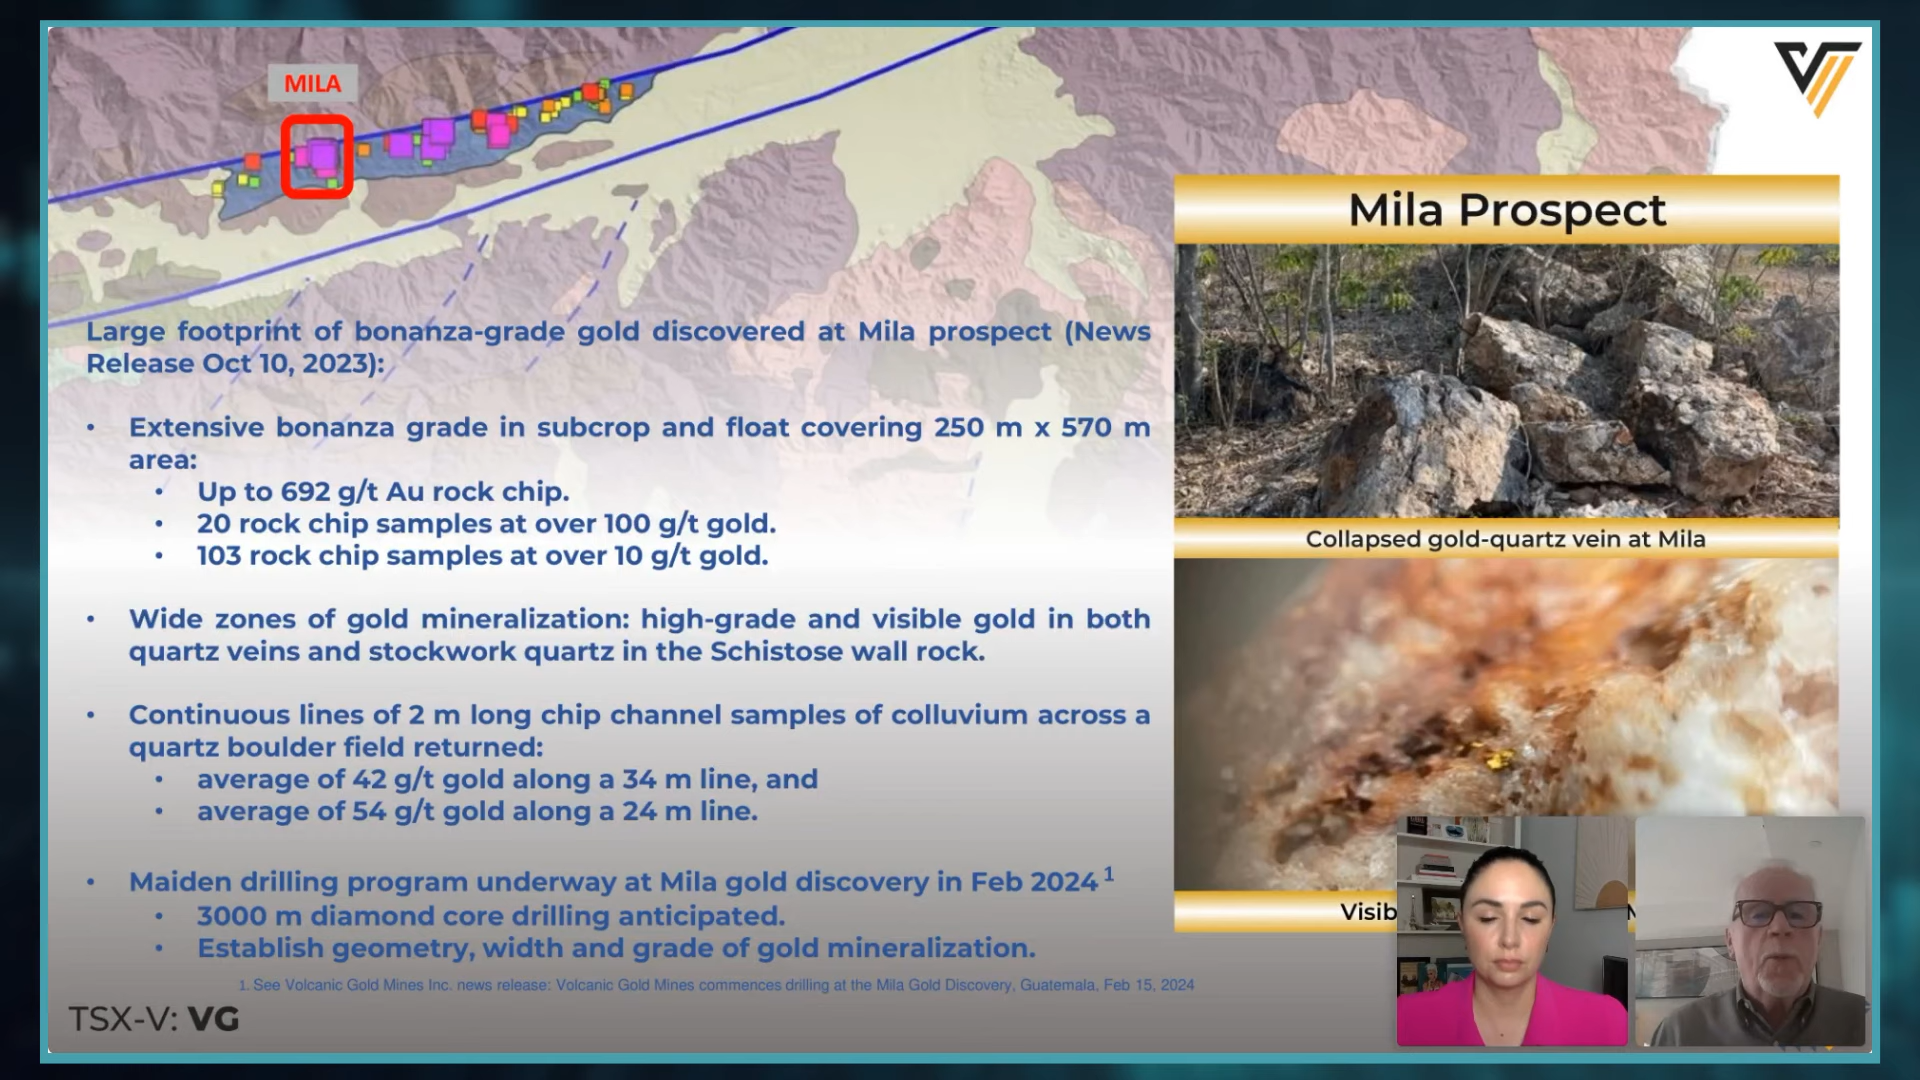 MILA
Mila Prospect
Large footprint of bonanza-grade gold discovered at Mila prospect (News
Release Oct 10, 2023):
• Extensive bonanza grade in subcrop and float covering 250 m x 570 m
area:
• Up to 692 g/t Au rock chip.
• 20 rock chip samples at over 100 g/t gold.
• 103 rock chip samples at over 10 g/t gold.
• Wide zones of gold mineralization: high-grade and visible gold in both
quartz veins and stockwork quartz in the Schistose wall rock.
• Continuous lines of 2 m long chip channel samples of colluvium across a
quartz boulder field returned:
• average of 42 g/t gold along a 34 m line, and
• average of 54 g/t gold along a 24 m line.
• Maiden drilling program underway at Mila gold discovery in Feb 2024 1
• 3000 m diamond core drilling anticipated.
• Establish geometry, width and grade of gold mineralization.
1. See Volcanic Gold Mines Inc. news release: Volcanic Gold Mines commences drilling at the Mila Gold Discovery, Guatemala, Feb 15, 2024
TSX-V: VG
Collapsed gold-quartz vein at Mila
Visib